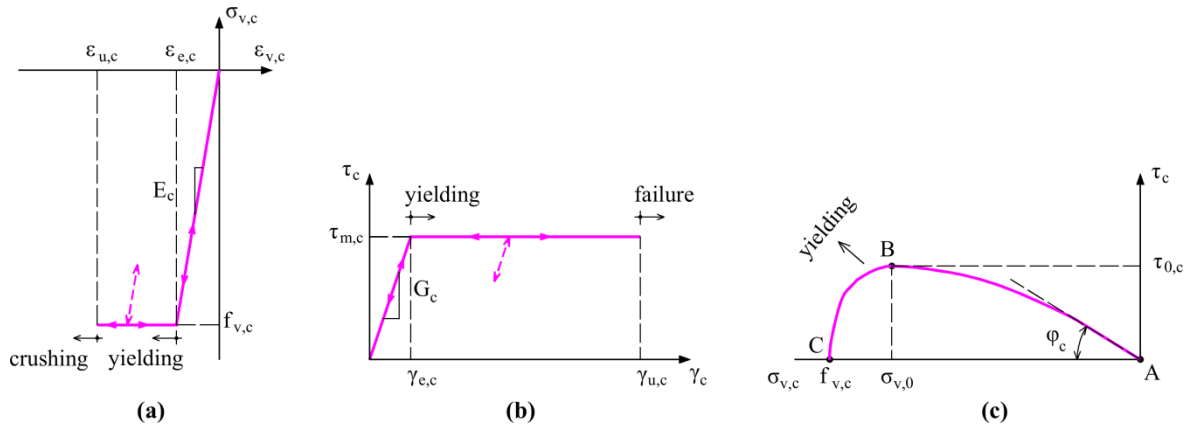 σv,c
εu,c εe,c εv,c
Ec
fv,c
crushing yielding
(a)
τc
yielding failure
τm,c
Gc
γe,c γu,c γc
(b)
τc
yielding
B
τ0,c
C φc A
σv,c fv,c σv,0
(c)